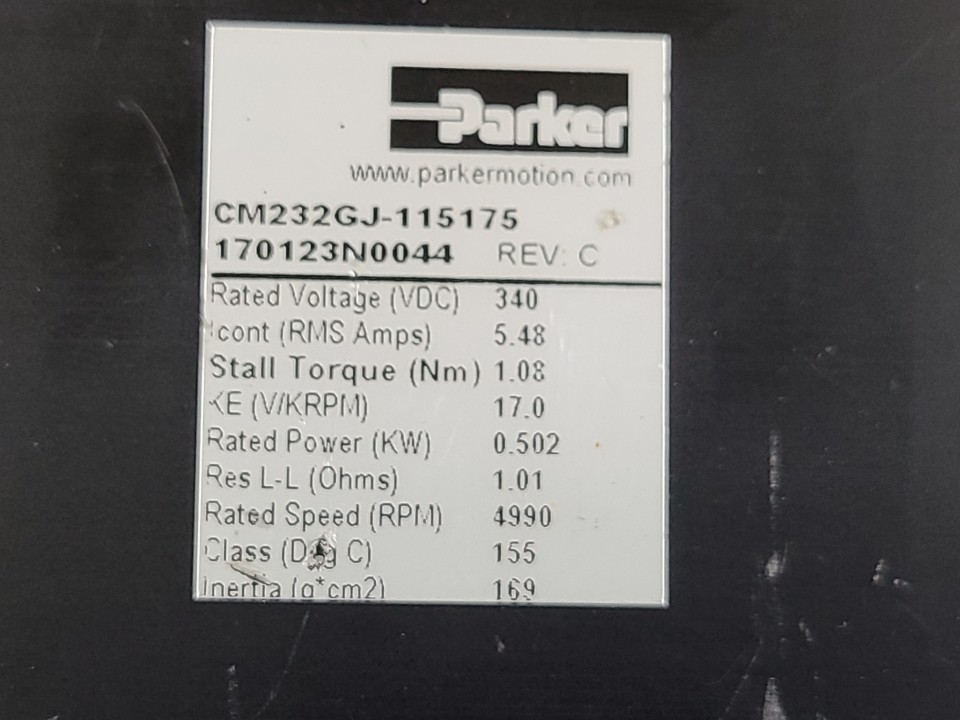 Parker
www.parkermotion.com
CM232GJ-115175
170123N0044 REV: C
Rated Voltage (VDC) 340
Icont (RMS Amps) 5.48
Stall Torque (Nm) 1.08
KE (V/KRPM) 17.0
Rated Power (KW) 0.502
Res L-L (Ohms) 1.01
Rated Speed (RPM) 4990
Class (Deg C) 155
Inertia (g*cm2) 169